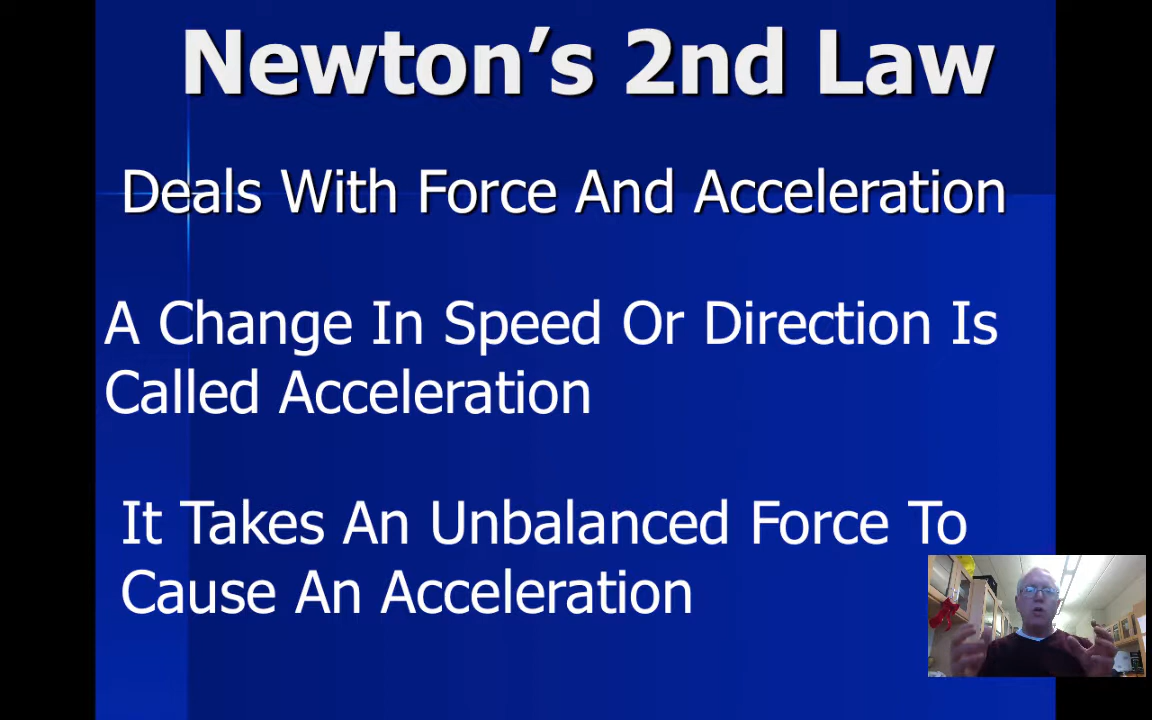 Newton’s 2nd Law
Deals With Force And Acceleration
A Change In Speed Or Direction Is
Called Acceleration
It Takes An Unbalanced Force To
Cause An Acceleration